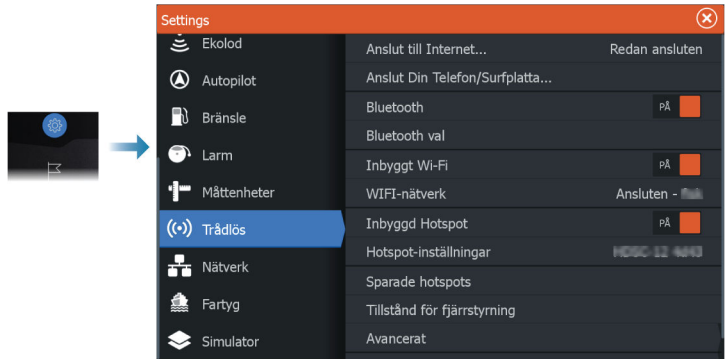 Settings
Ekolod
Autopilot
Bränsle
Larm
Måttenheter
Trådlös
Nätverk
Fartyg
Simulator
Anslut till Internet... Redan ansluten
Anslut Din Telefon/Surfplatta...
Bluetooth PÅ
Bluetooth val
Inbyggt Wi-Fi PÅ
WIFI-nätverk Ansluten -
Inbyggd Hotspot PÅ
Hotspot-inställningar
Sparade hotspots
Tillstånd för fjärrstyrning
Avancerat